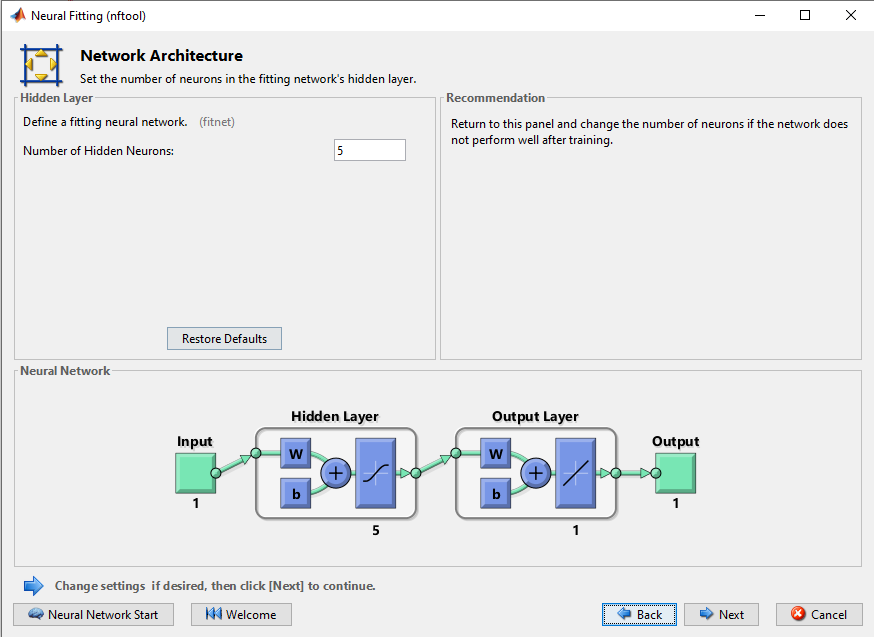 Neural Fitting (nftool)
Network Architecture
Set the number of neurons in the fitting network's hidden layer.
Hidden Layer
Define a fitting neural network. (fitnet)
Number of Hidden Neurons: 5
Restore Defaults
Recommendation
Return to this panel and change the number of neurons if the network does
not perform well after training.
Neural Network
Hidden Layer Output Layer
Input Output
W W
b b
1 1
5 1
Change settings if desired, then click [Next] to continue.
Neural Network Start Welcome Back Next Cancel